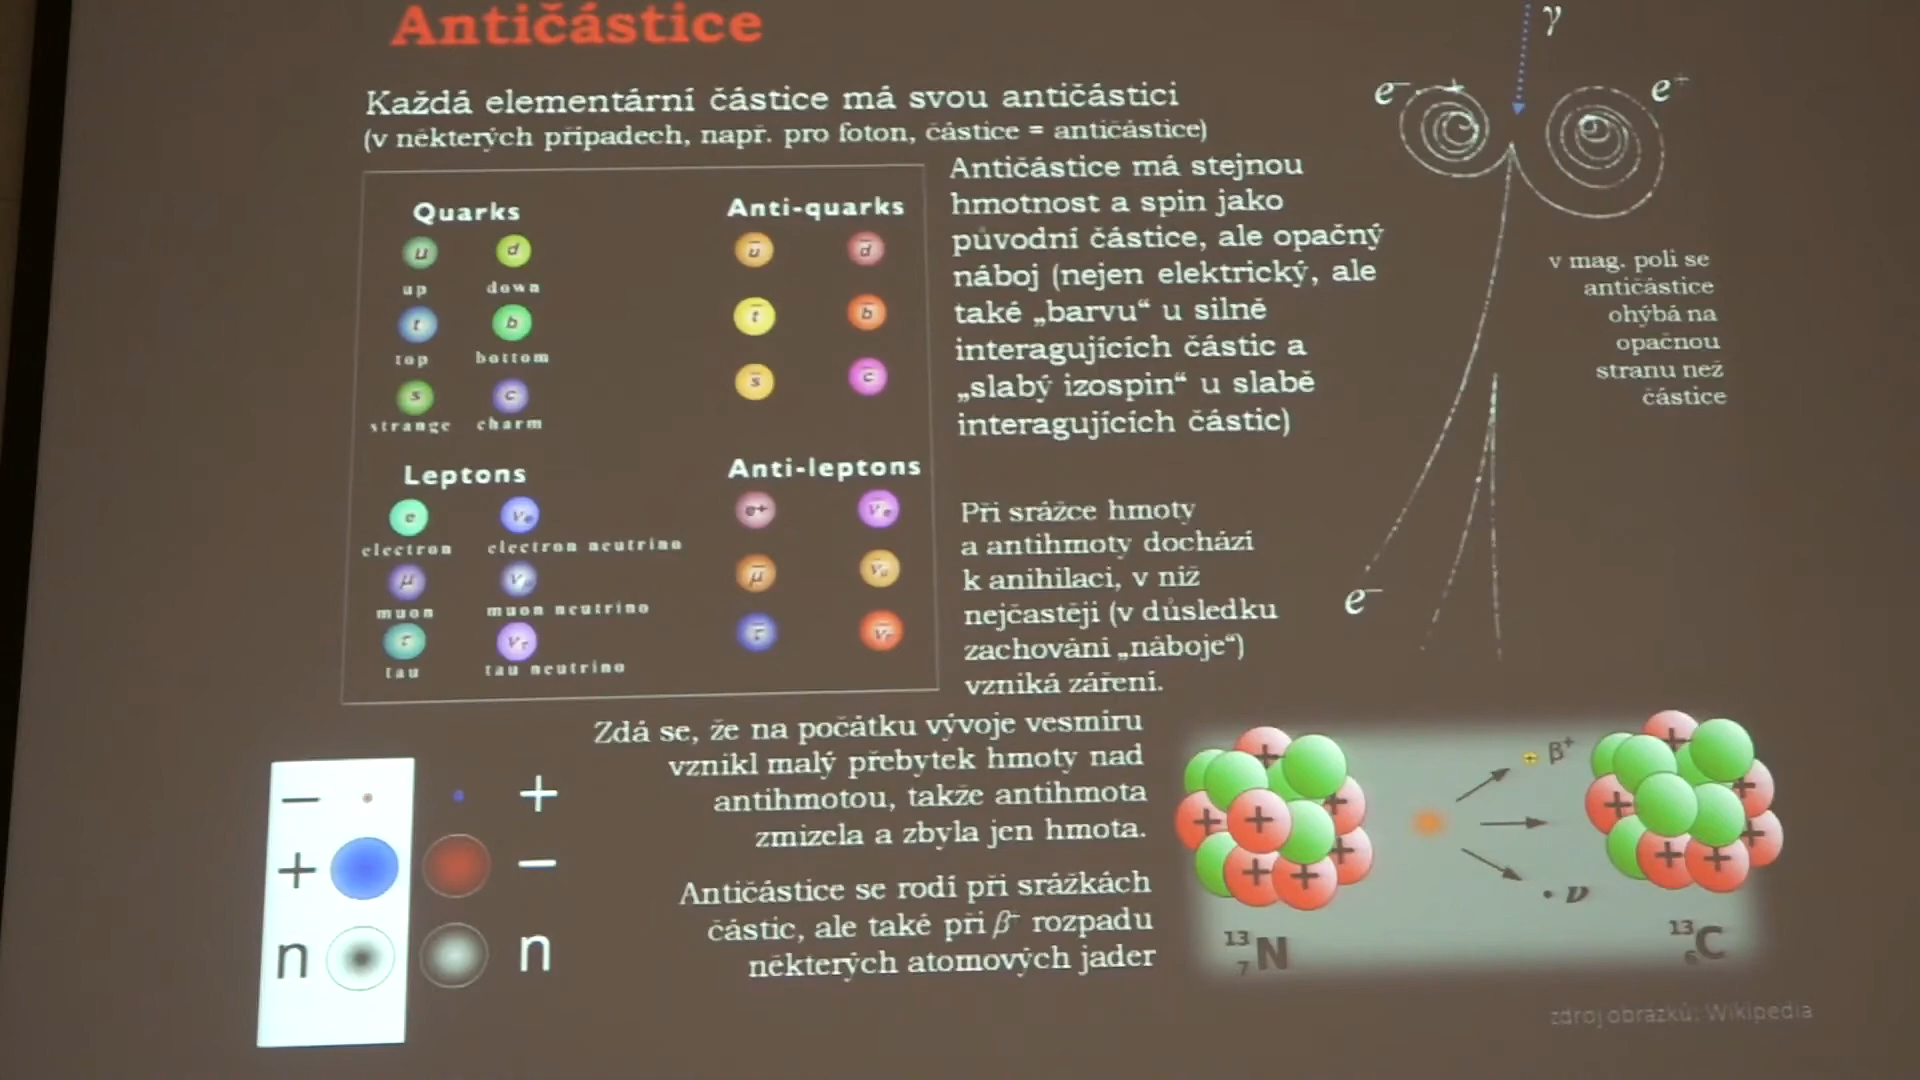 Antičástice
Každá elementární částice má svou antičástici
(v některých případech, např. pro foton, částice = antičástice)
Quarks
Anti-quarks
u d ū d̄
up down
t b t̄ b̄
top bottom
s c s̄ c̄
strange charm
Leptons
Anti-leptons
e νe e+ ν̄e
electron electron neutrino
μ μ̄
muon muon neutrino
τ ντ τ̄ ν̄τ
tau tau neutrino
Antičástice má stejnou
hmotnost a spin jako
původní částice, ale opačný
náboj (nejen elektrický, ale
také „barvu“ u silně
interagujících částic a
„slabý izospin“ u slabě
interagujících částic)
Při srážce hmoty
a antihmoty dochází
k anihilaci, v níž
nejčastěji (v důsledku
zachování „náboje“)
vzniká záření.
γ
e⁻
e⁺
v mag. poli se
antičástice
ohýbá na
opačnou
stranu než
částice
e⁻
Zdá se, že na počátku vývoje vesmíru
vznikl malý přebytek hmoty nad
antihmotou, takže antihmota
zmizela a zbyla jen hmota.
Antičástice se rodí při srážkách
částic, ale také při β⁺ rozpadu
některých atomových jader
− +
+ −
n n
β⁺
ν
¹³₇N
¹³₆C
zdroj obrázků: Wikipedia